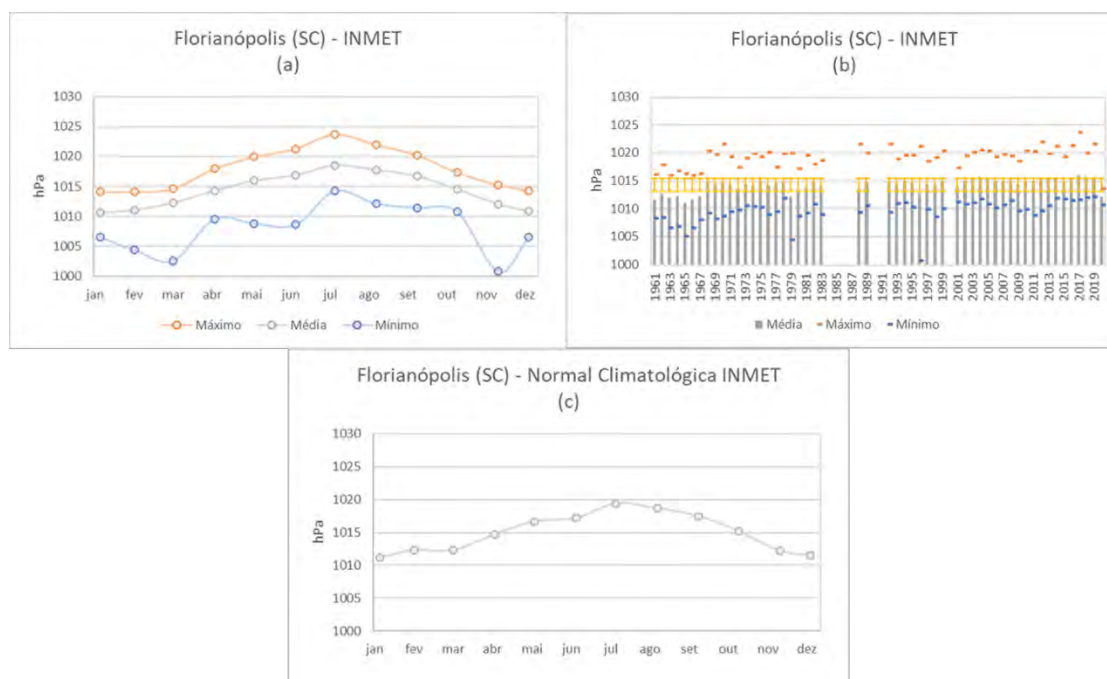 Florianópolis (SC) - INMET
(a)
hPa
1030
1025
1020
1015
1010
1005
1000
jan fev mar abr mai jun jul ago set out nov dez
Máximo Média Mínimo
Florianópolis (SC) - INMET
(b)
hPa
1030
1025
1020
1015
1010
1005
1000
1961 1963 1965 1967 1969 1971 1973 1975 1977 1979 1981 1983 1985 1987 1989 1991 1993 1995 1997 1999 2001 2003 2005 2007 2009 2011 2013 2015 2017 2019
Média Máximo Mínimo
Florianópolis (SC) - Normal Climatológica INMET
(c)
hPa
1030
1025
1020
1015
1010
1005
1000
jan fev mar abr mai jun jul ago set out nov dez